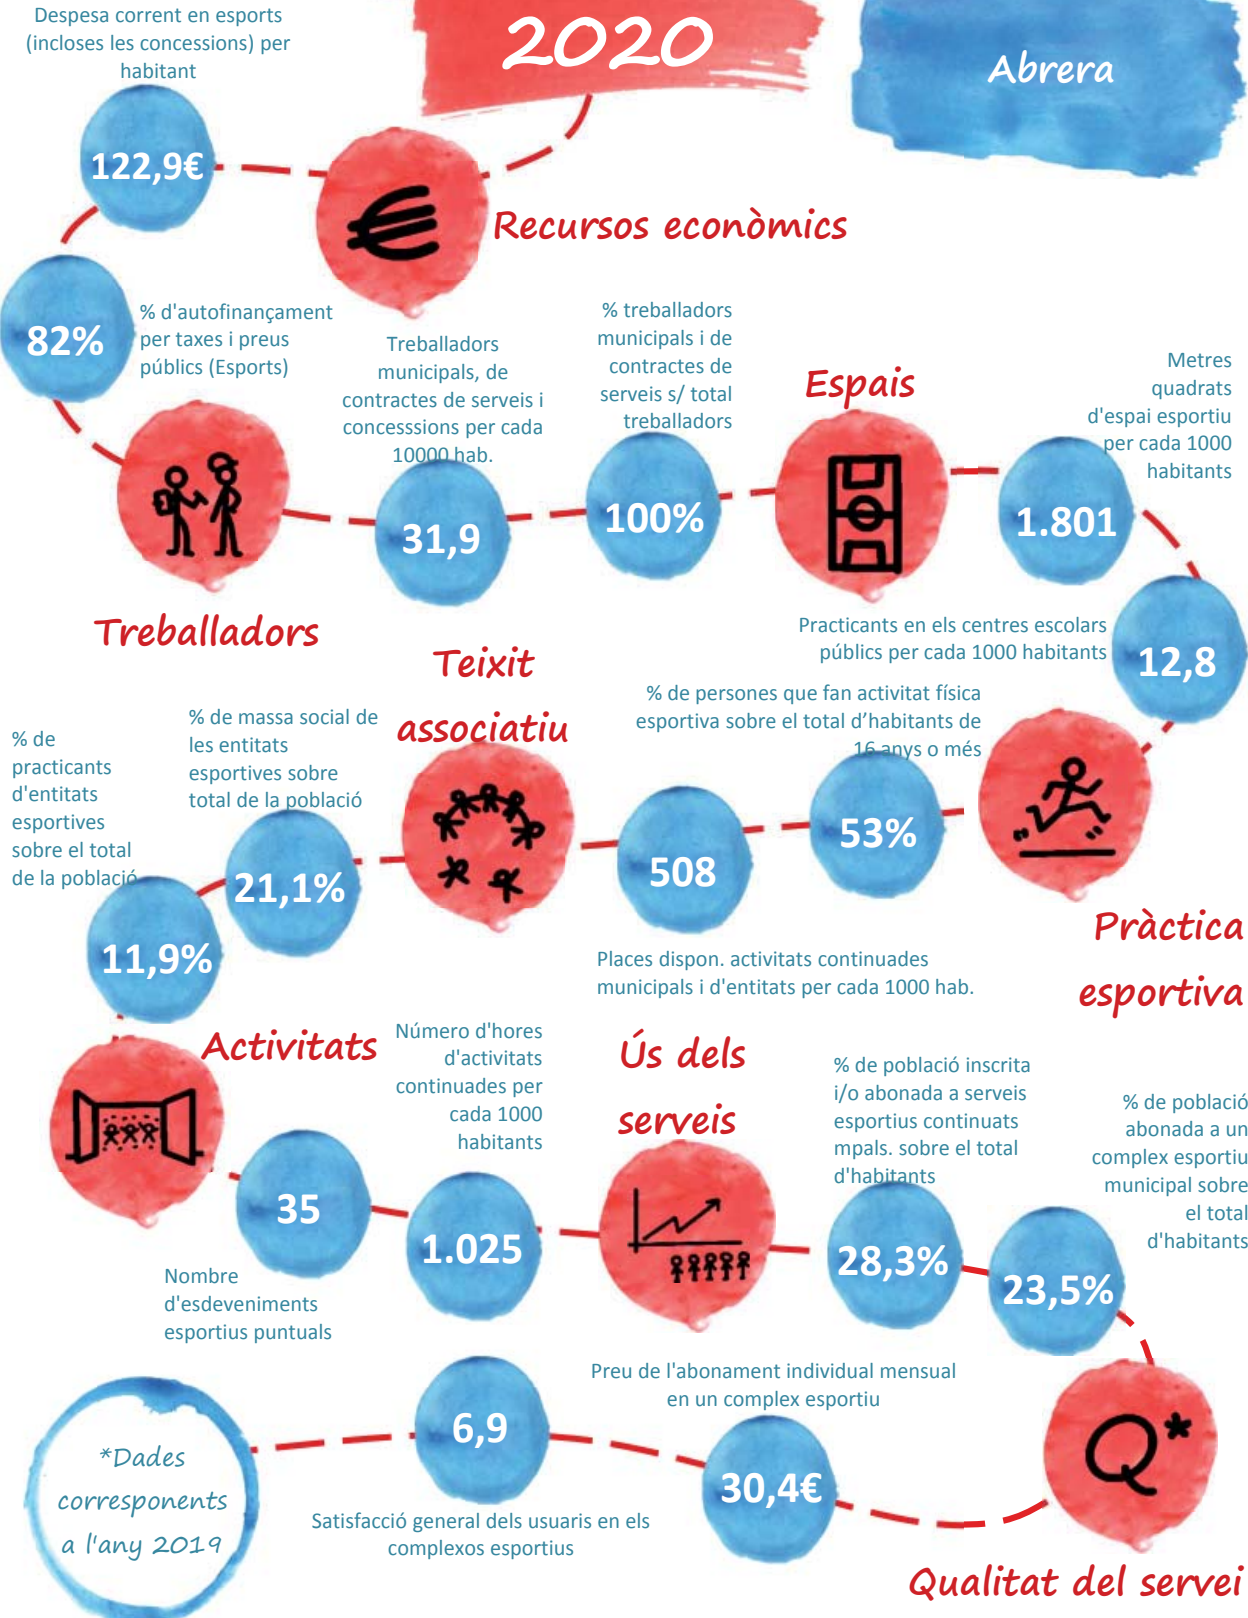 2020
Abrera
Despesa corrent en esports
(incloses les concessions) per
habitant
122,9€
Recursos econòmics
82%
% d'autofinançament
per taxes i preus
públics (Esports)
Treballadors
Treballadors
municipals, de
contractes de serveis i
concesssions per cada
10000 hab.
31,9
% treballadors
municipals i de
contractes de
serveis s/ total
treballadors
100%
Espais
Metres
quadrats
d'espai esportiu
per cada 1000
habitants
1.801
Practicants en els centres escolars
públics per cada 1000 habitants
12,8
Pràctica
esportiva
% de persones que fan activitat física
esportiva sobre el total d’habitants de
16 anys o més
53%
508
Places dispon. activitats continuades
municipals i d'entitats per cada 1000 hab.
Teixit
associatiu
% de massa social de
les entitats
esportives sobre
total de la població
21,1%
% de
practicants
d'entitats
esportives
sobre el total
de la població
11,9%
Activitats
35
Nombre
d'esdeveniments
esportius puntuals
Número d'hores
d'activitats
continuades per
cada 1000
habitants
1.025
Ús dels
serveis
% de població inscrita
i/o abonada a serveis
esportius continuats
mpals. sobre el total
d'habitants
28,3%
% de població
abonada a un
complex esportiu
municipal sobre
el total
d'habitants
23,5%
Q*
Qualitat del servei
Preu de l'abonament individual mensual
en un complex esportiu
30,4€
6,9
Satisfacció general dels usuaris en els
complexos esportius
*Dades
corresponents
a l'any 2019